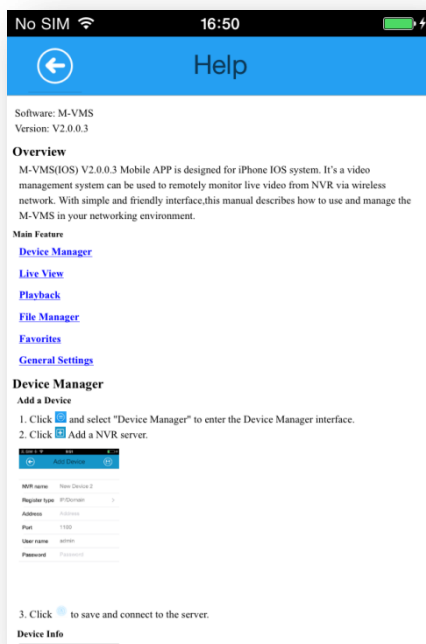 No SIM 16:50
Help
Software: M-VMS
Version: V2.0.0.3
Overview
M-VMS(IOS) V2.0.0.3 Mobile APP is designed for iPhone IOS system. It's a video
management system can be used to remotely monitor live video from NVR via wireless
network. With simple and friendly interface,this manual describes how to use and manage the
M-VMS in your networking environment.
Main Feature
Device Manager
Live View
Playback
File Manager
Favorites
General Settings
Device Manager
Add a Device
1. Click and select "Device Manager" to enter the Device Manager interface.
2. Click Add a NVR server.
Add Device
NVR name New Device 2
Register type IP/Domain
Address Address
Port 1100
User name admin
Password Password
3. Click to save and connect to the server.
Device Info